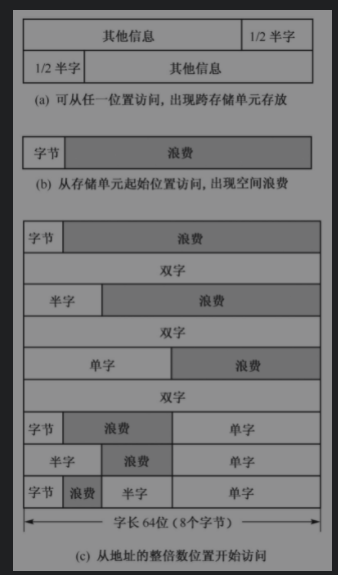 其他信息 1/2 半字
1/2 半字 其他信息
(a) 可从任一位置访问, 出现跨存储单元存放
字节 浪费
(b) 从存储单元起始位置访问, 出现空间浪费
字节 浪费
双字
半字 浪费
双字
单字 浪费
双字
字节 浪费 单字
半字 浪费 单字
字节 浪费 半字 单字
字长 64位 (8个字节)
(c) 从地址的整倍数位置开始访问